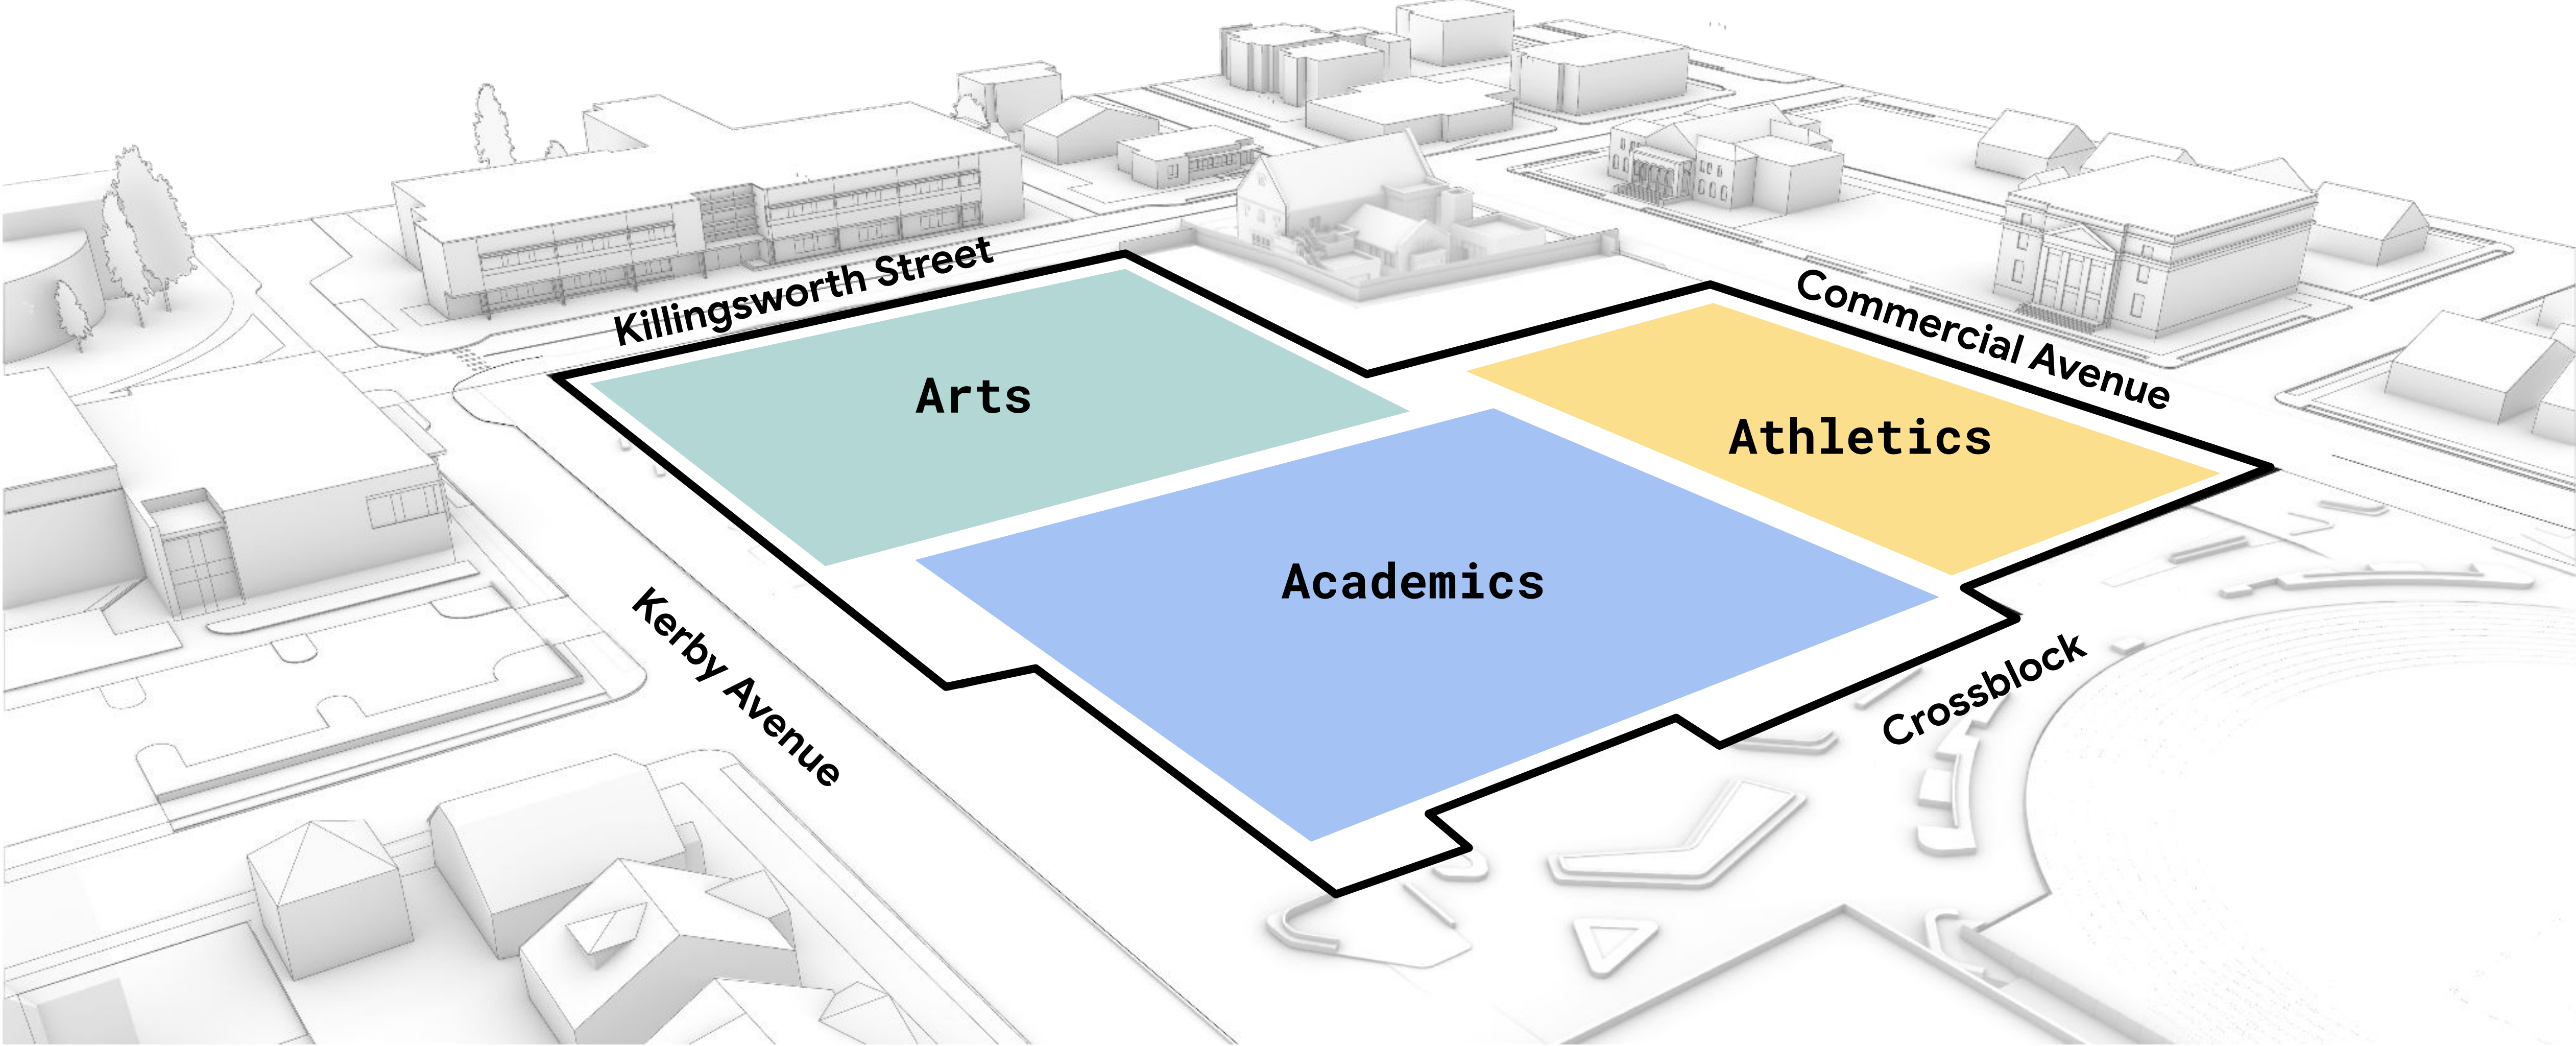 Killingsworth Street
Commercial Avenue
Arts
Athletics
Academics
Kerby Avenue
Crossblock